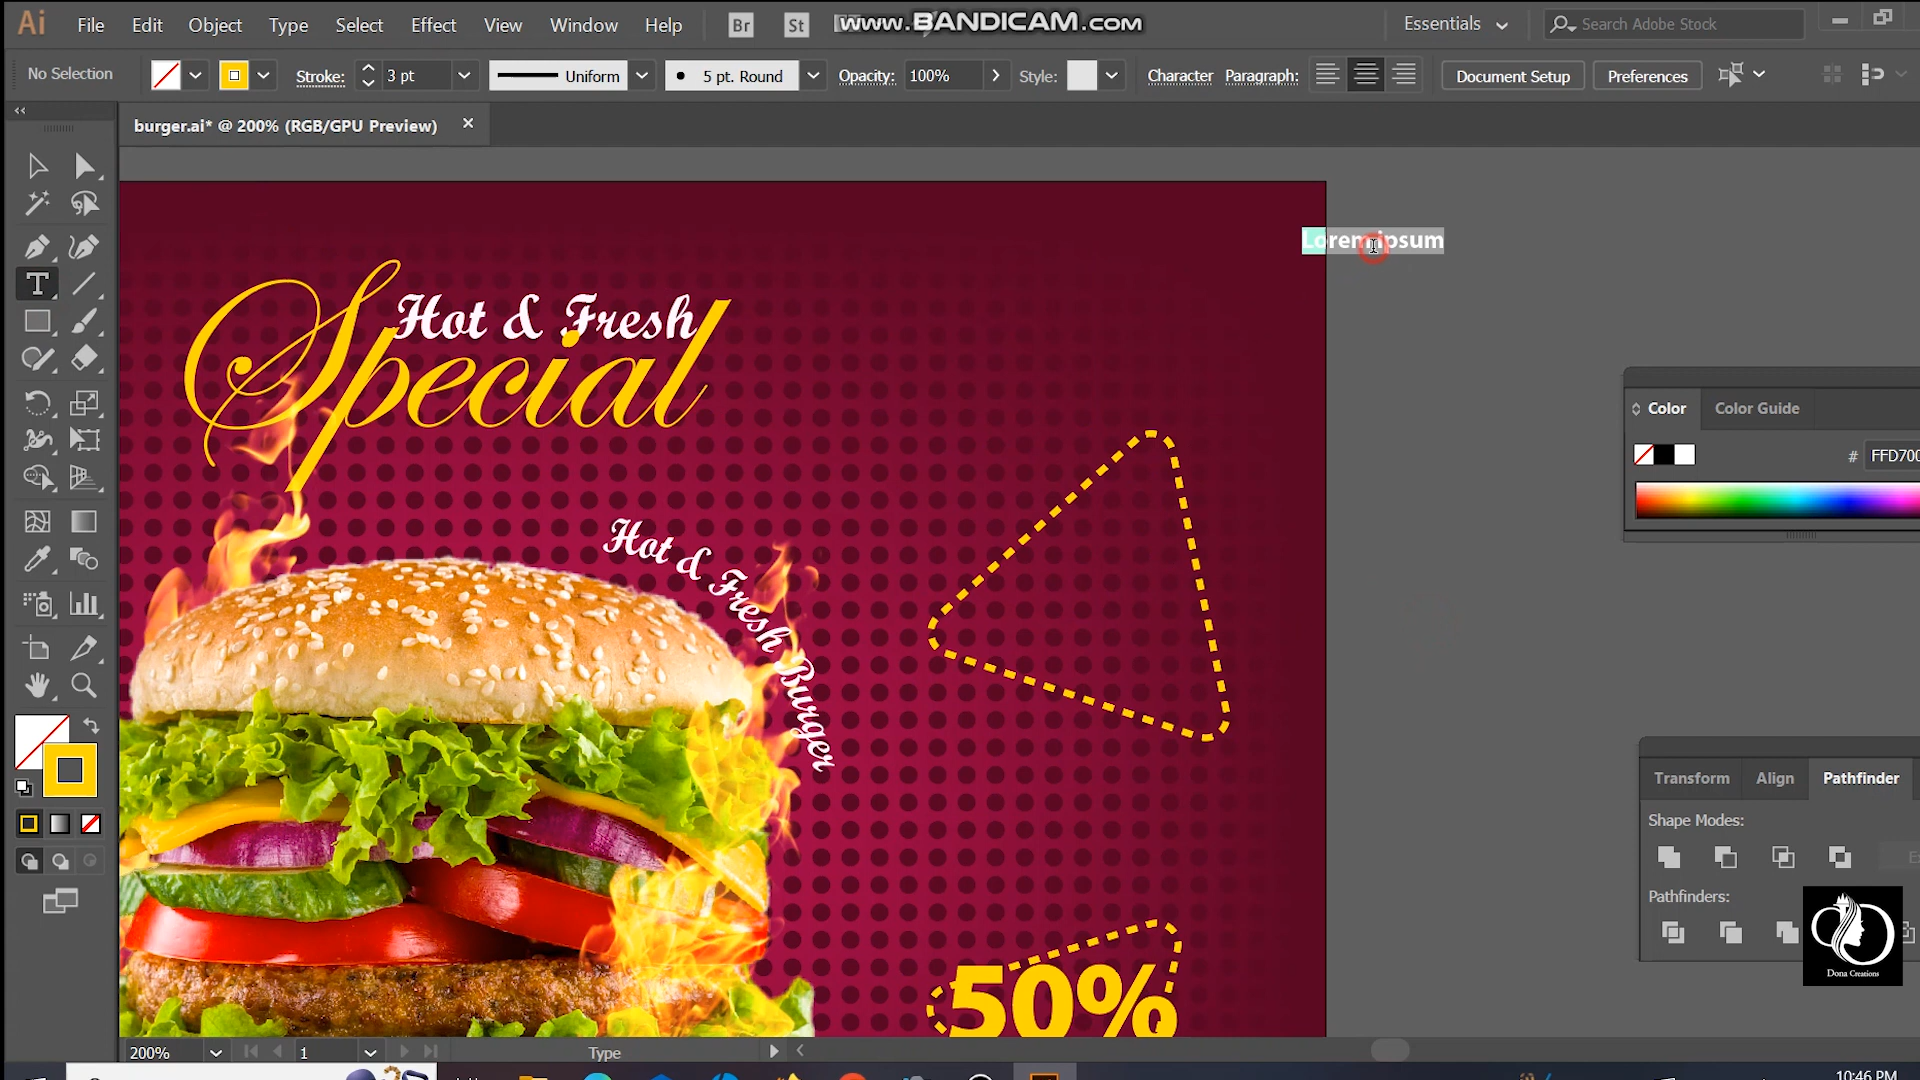 Ai File Edit Object Type Select Effect View Window Help Br St www.BANDICAM.com Essentials Search Adobe Stock
No Selection Stroke: 3 pt Uniform 5 pt. Round Opacity: 100% Style: Character Paragraph: Document Setup Preferences
burger.ai* @ 200% (RGB/GPU Preview)
Lorem ipsum
Hot & Fresh
Special
Color Color Guide
# FFD700
Hot & Fresh Burger
Transform Align Pathfinder
Shape Modes:
Pathfinders:
Dona Creations
50%
200% 1 Type
10:46 PM